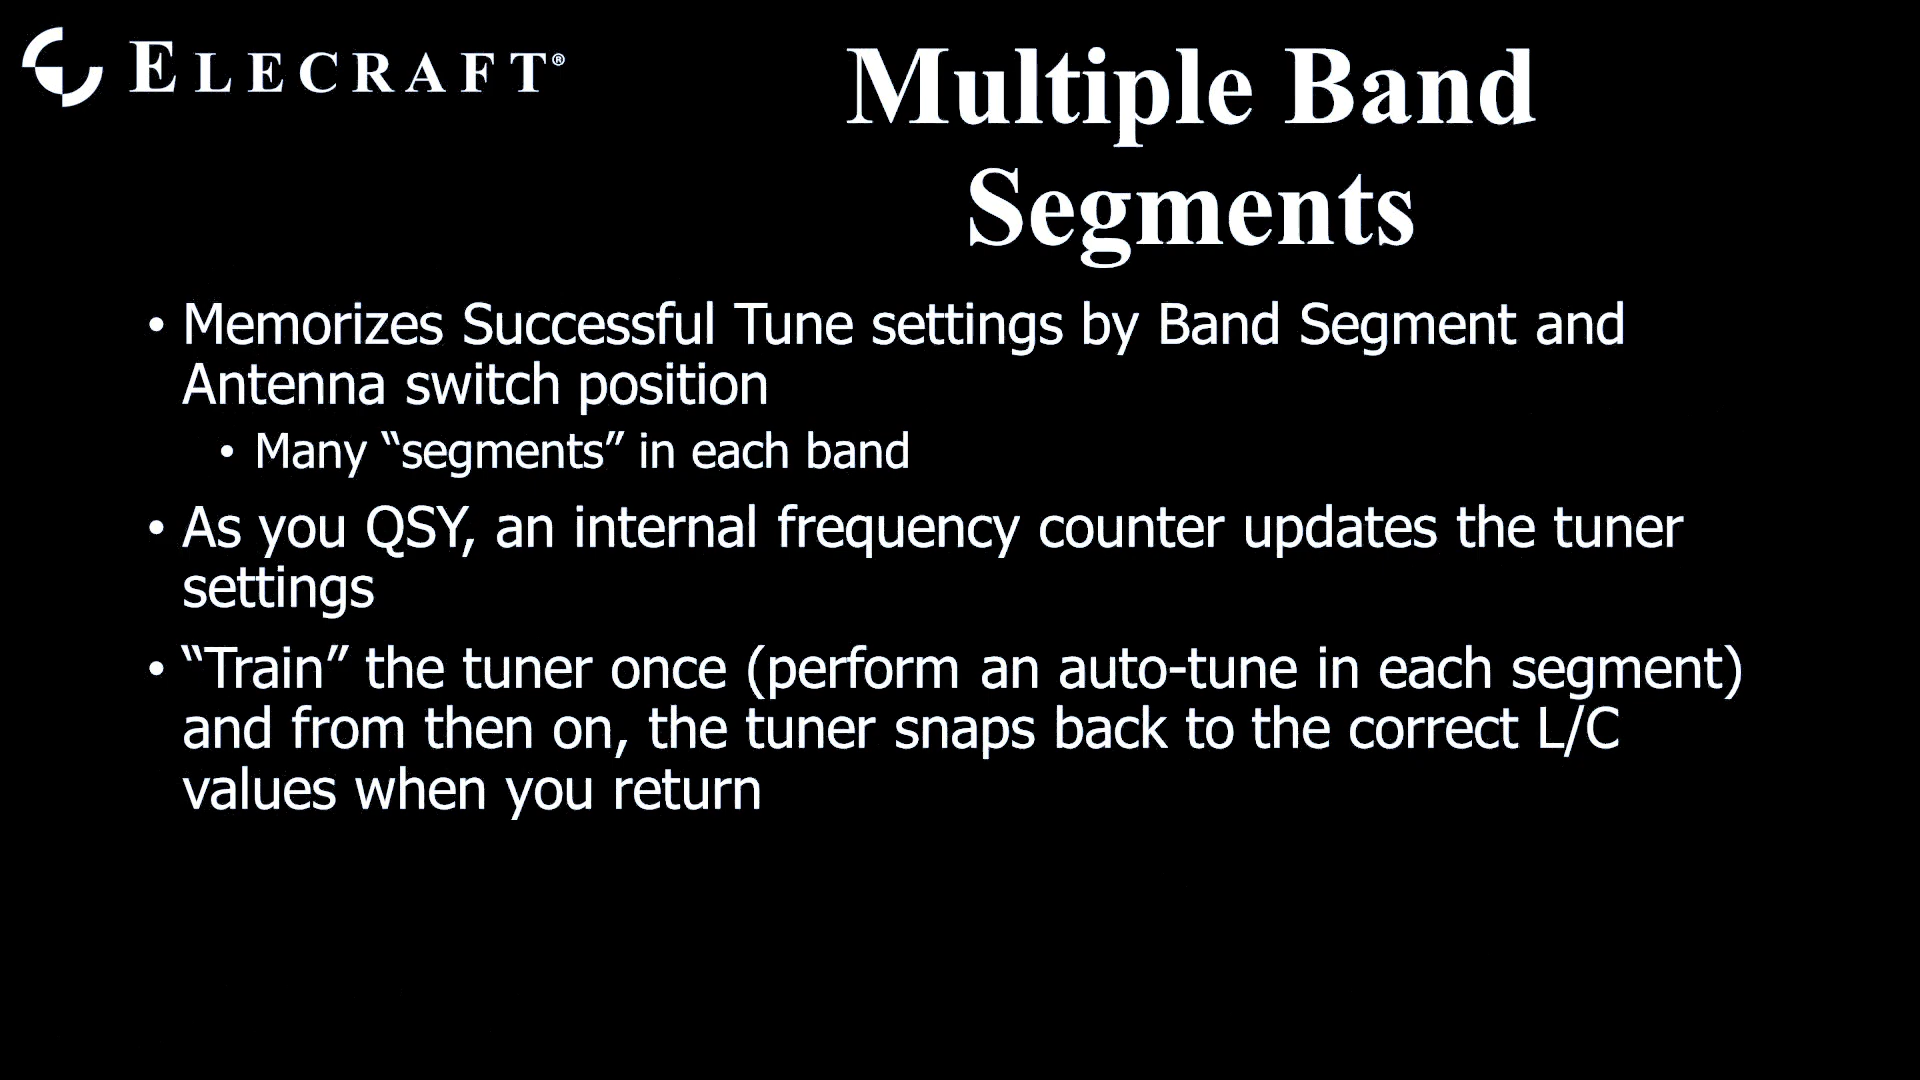 ELECRAFT®
Multiple Band
Segments
• Memorizes Successful Tune settings by Band Segment and
Antenna switch position
• Many “segments” in each band
• As you QSY, an internal frequency counter updates the tuner
settings
• “Train” the tuner once (perform an auto-tune in each segment)
and from then on, the tuner snaps back to the correct L/C
values when you return